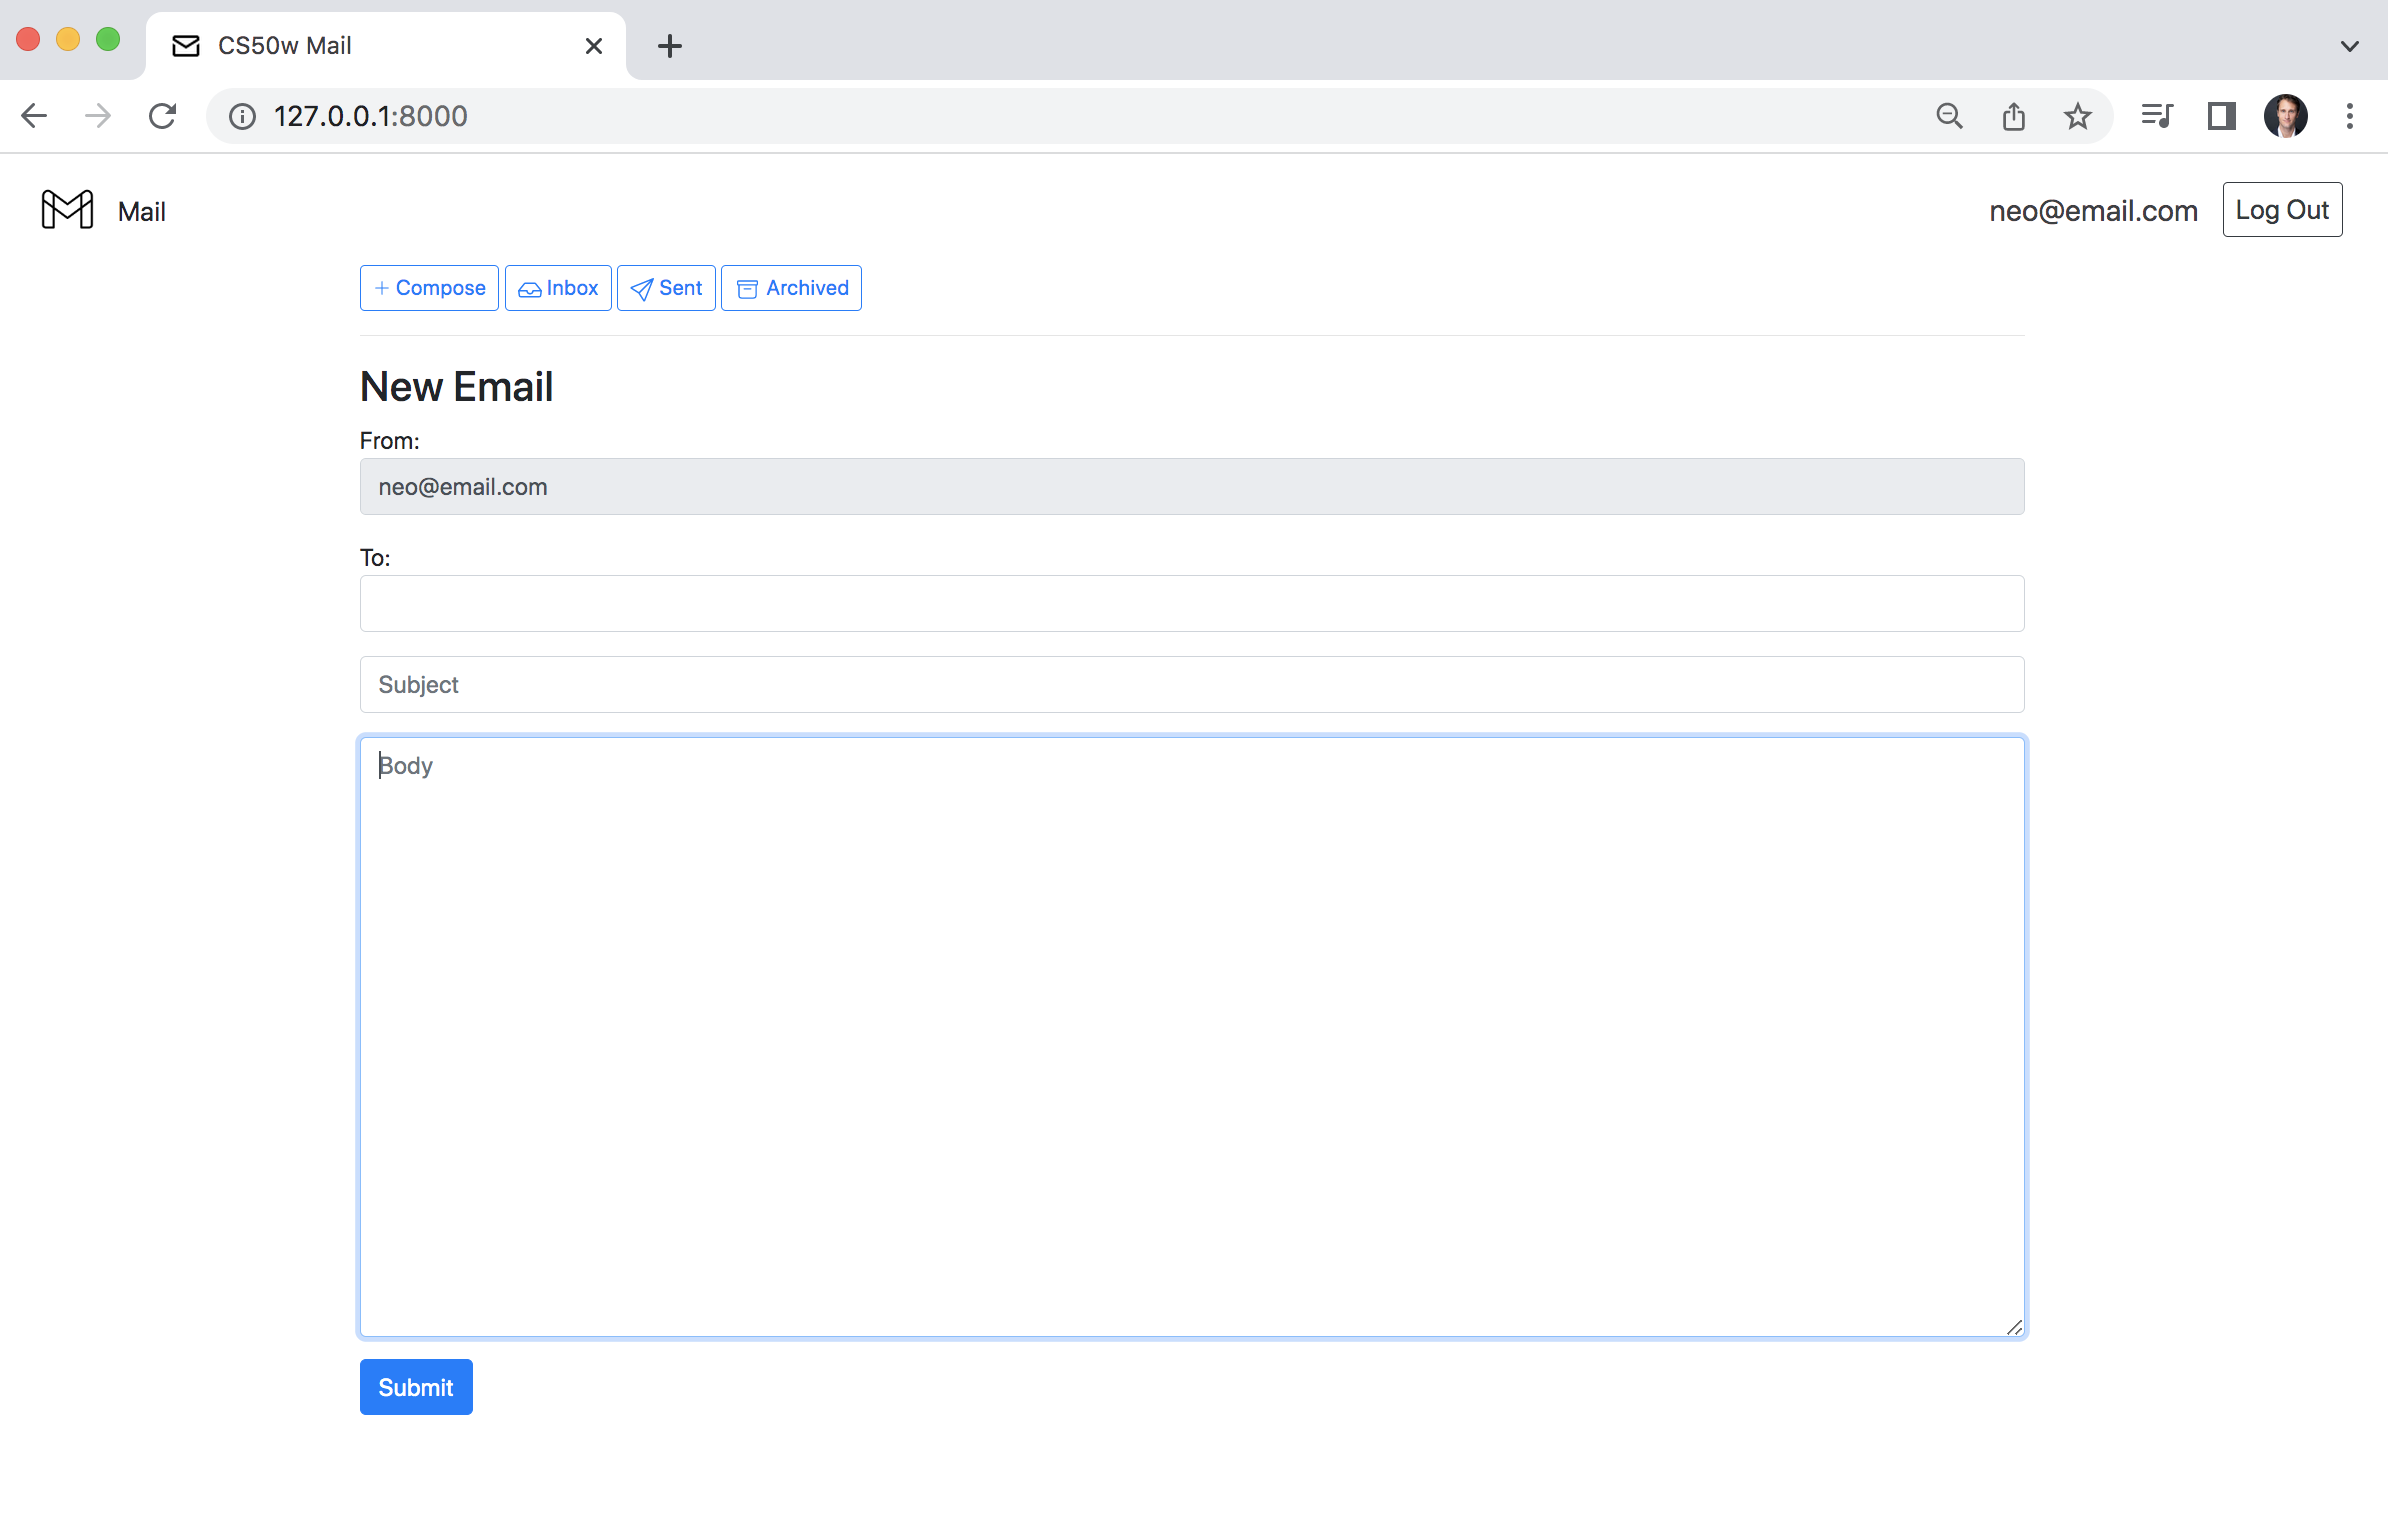 CS50w Mail
127.0.0.1:8000
Mail
neo@email.com
Log Out
Compose
Inbox
Sent
Archived
New Email
From:
neo@email.com
To:
Subject
Body
Submit